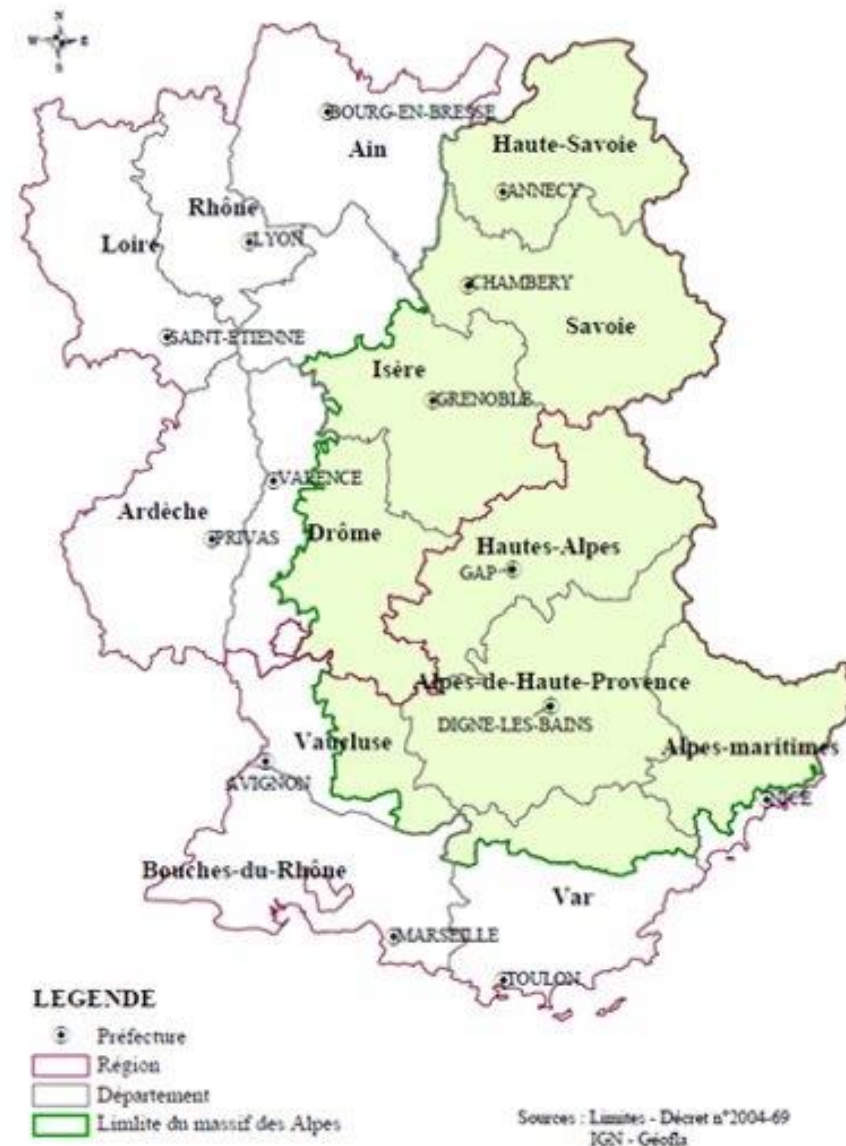 N
W E
S
BOURG-EN-BRESSE
Ain
Haute-Savoie
ANNECY
Rhône
LYON
Loire
CHAMBERY
Savoie
SAINT-ETIENNE
Isère
GRENOBLE
VALENCE
Ardèche
PRIVAS
Drôme
Hautes-Alpes
GAP
Alpes-de-Haute-Provence
DIGNE-LES-BAINS
Vaucluse
Alpes-maritimes
AVIGNON
NICE
Bouches-du-Rhône
Var
MARSEILLE
TOULON
LEGENDE
Préfecture
Région
Département
Limlite du massif des Alpes
Sources : Limites - Décret n°2004-69
IGN - Géofla